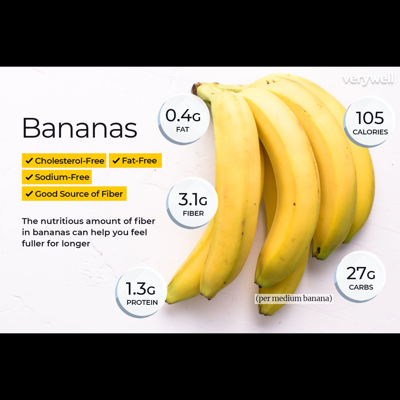 verywell
Bananas
Cholesterol-Free
Fat-Free
Sodium-Free
Good Source of Fiber
The nutritious amount of fiber
in bananas can help you feel
fuller for longer
0.4G
FAT
105
CALORIES
3.1G
FIBER
27G
CARBS
1.3G
PROTEIN
(per medium banana)